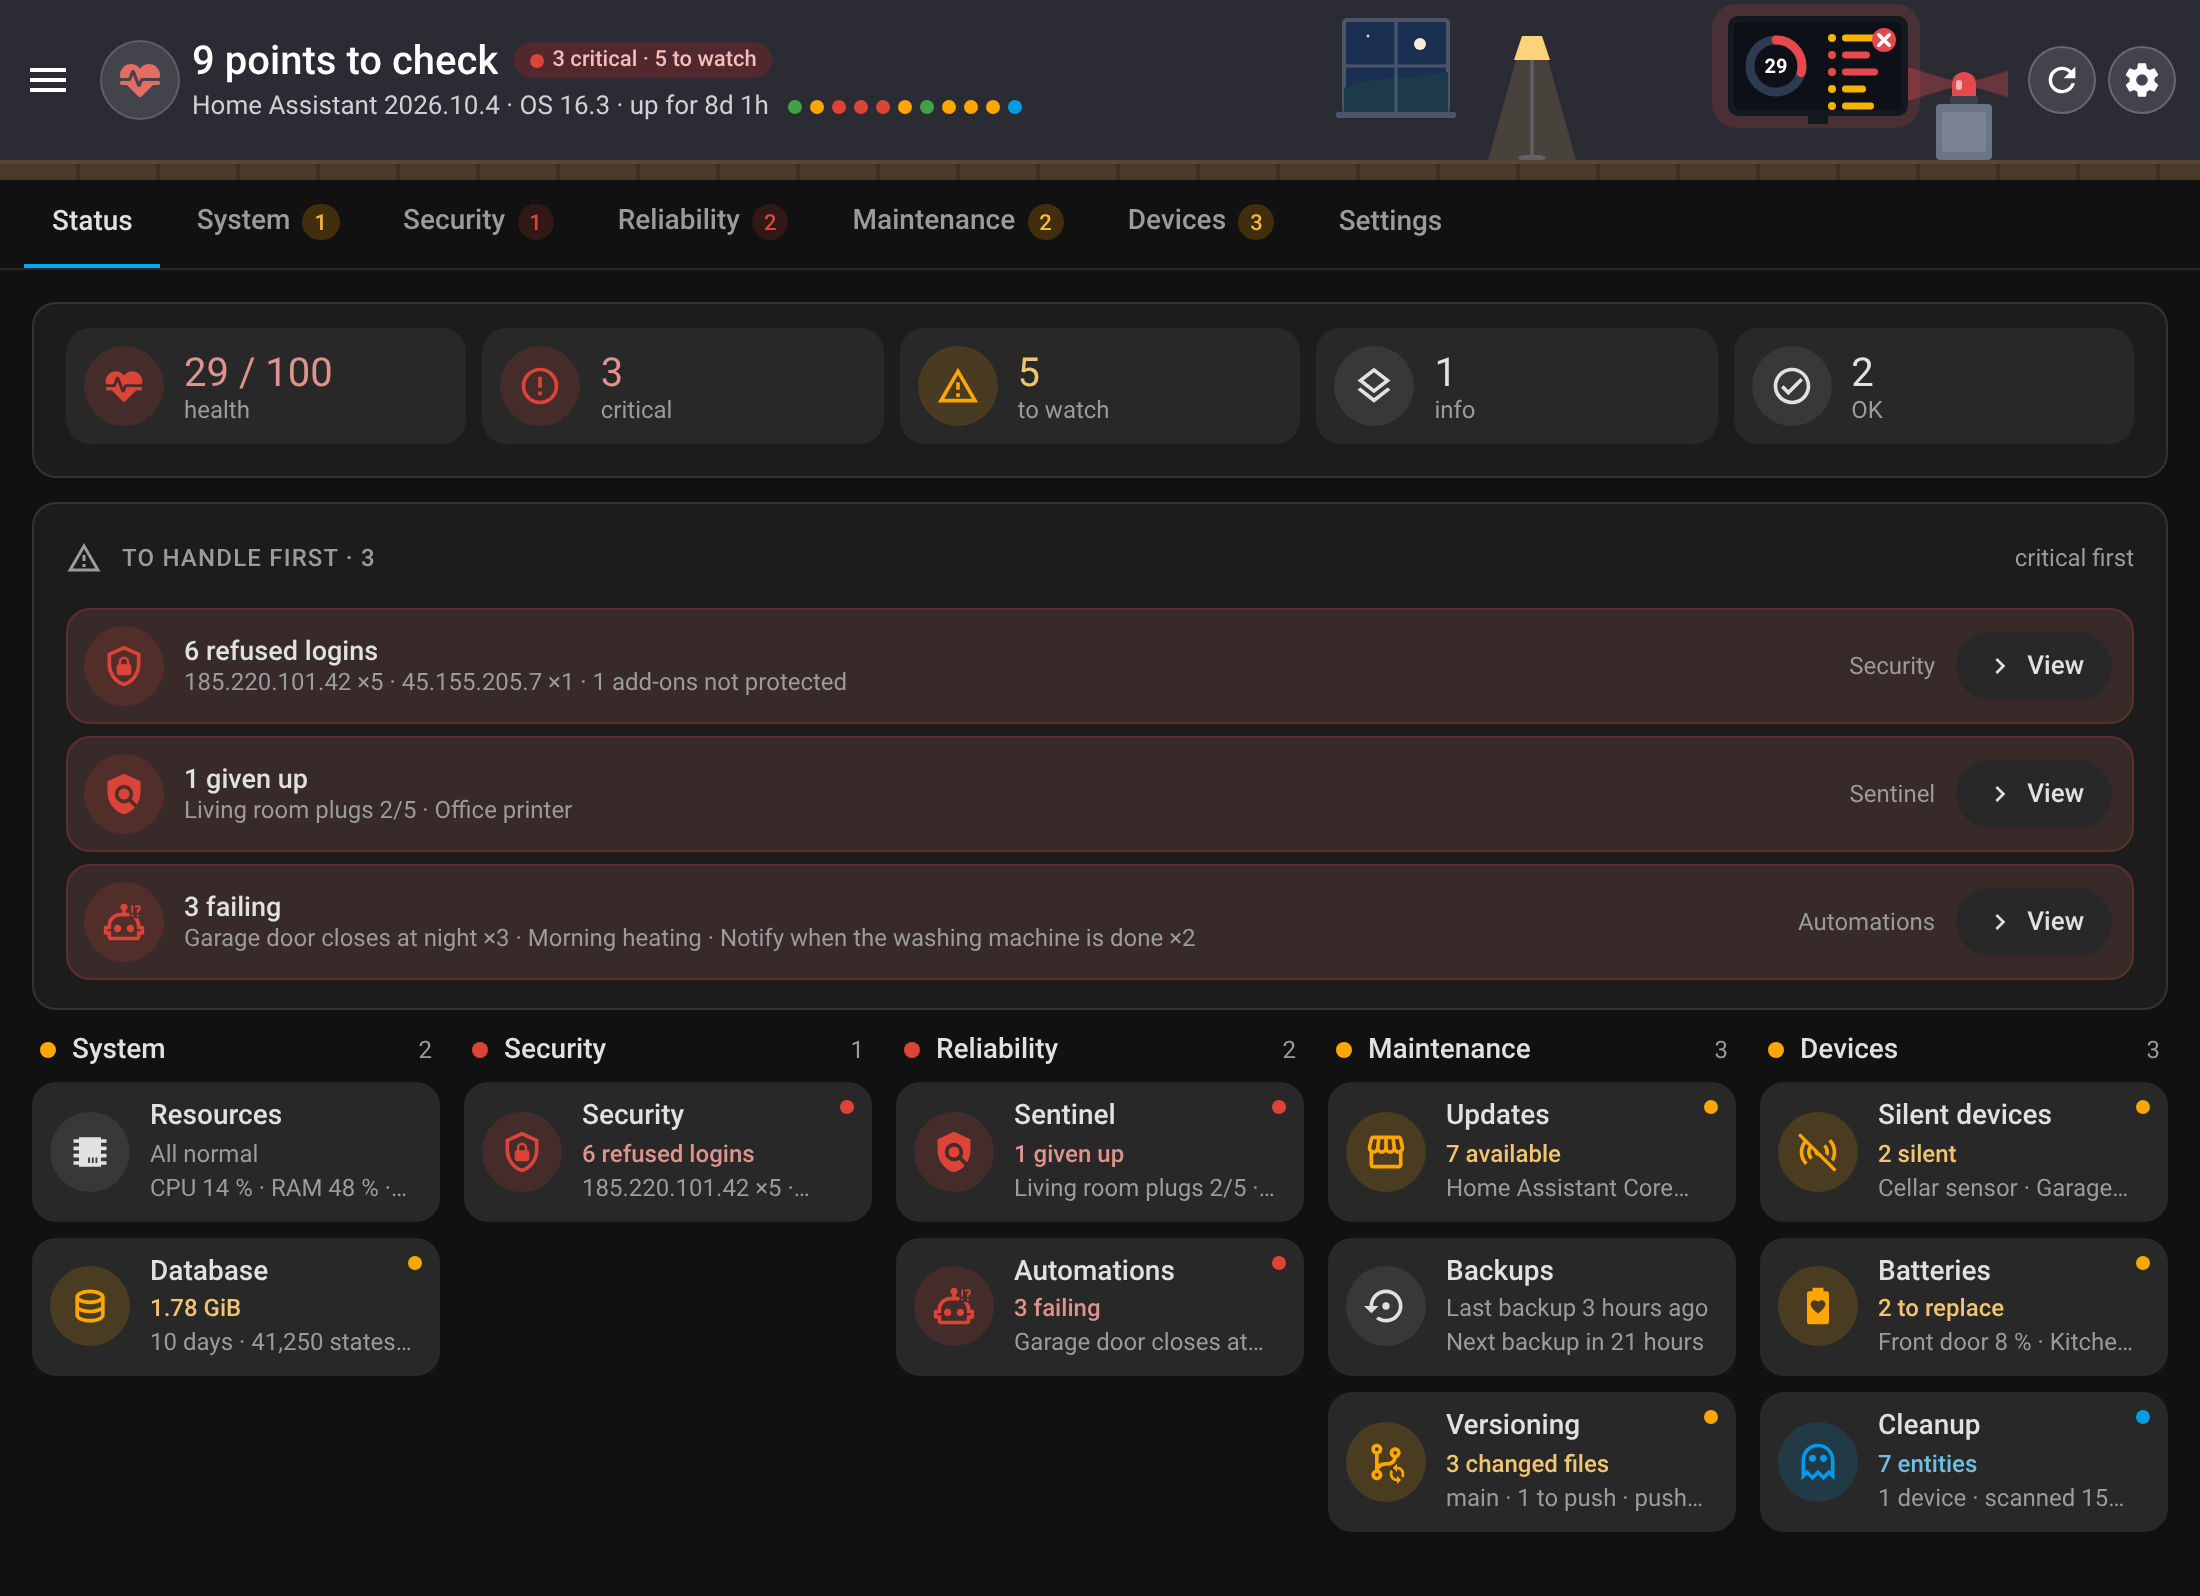 9 points to check
3 critical · 5 to watch
Home Assistant 2026.10.4 · OS 16.3 · up for 8d 1h
29
Status
System 1
Security 1
Reliability 2
Maintenance 2
Devices 3
Settings
29 / 100
health
3
critical
5
to watch
1
info
2
OK
TO HANDLE FIRST · 3
critical first
6 refused logins
185.220.101.42 ×5 · 45.155.205.7 ×1 · 1 add-ons not protected
Security
View
1 given up
Living room plugs 2/5 · Office printer
Sentinel
View
3 failing
Garage door closes at night ×3 · Morning heating · Notify when the washing machine is done ×2
Automations
View
System 2
Resources
All normal
CPU 14 % · RAM 48 % ·...
Database
1.78 GiB
10 days · 41,250 states...
Security 1
Security
6 refused logins
185.220.101.42 ×5 ·...
Reliability 2
Sentinel
1 given up
Living room plugs 2/5 ·...
Automations
3 failing
Garage door closes at...
Maintenance 3
Updates
7 available
Home Assistant Core...
Backups
Last backup 3 hours ago
Next backup in 21 hours
Versioning
3 changed files
main · 1 to push · push...
Devices 3
Silent devices
2 silent
Cellar sensor · Garage...
Batteries
2 to replace
Front door 8 % · Kitche...
Cleanup
7 entities
1 device · scanned 15...